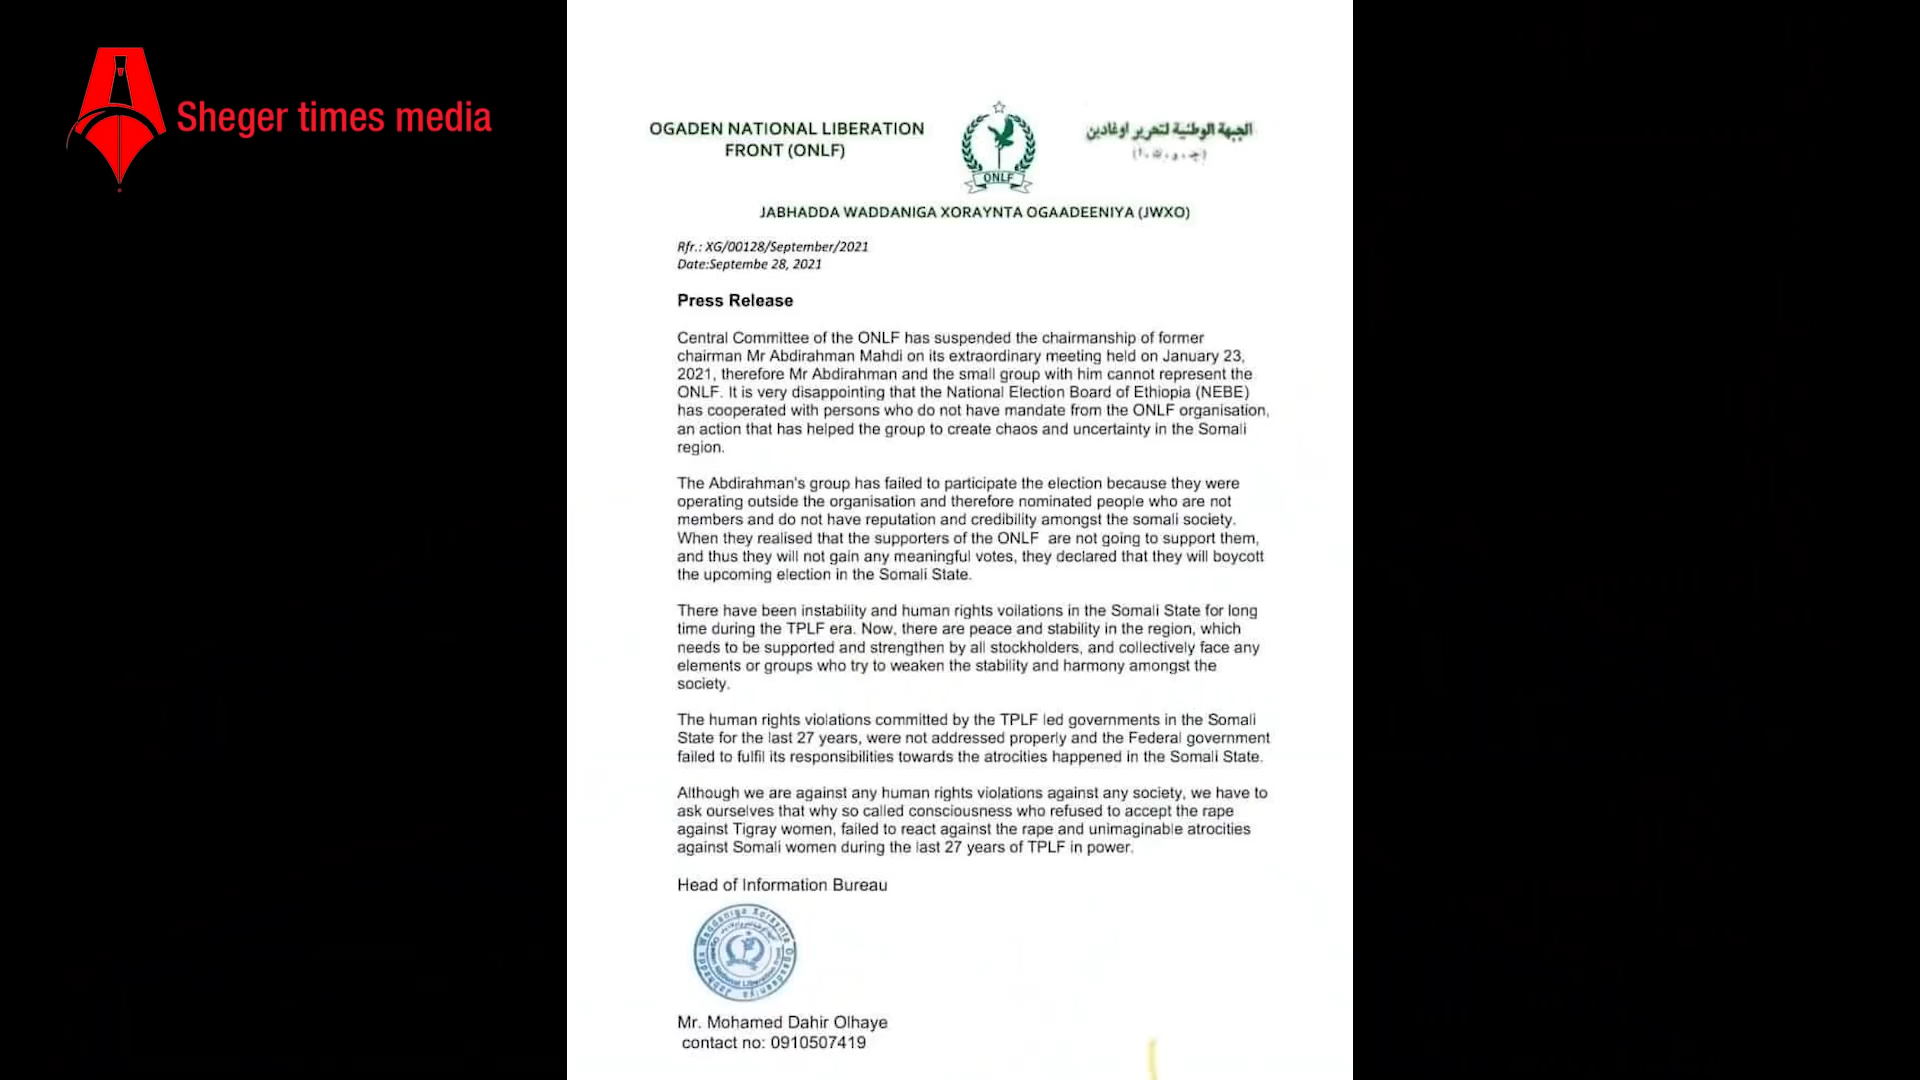 Sheger times media
OGADEN NATIONAL LIBERATION
FRONT (ONLF)
ONLF
الجبهة الوطنية لتحرير اوغادين
(ج.و.ت.ا)
JABHADDA WADDANIGA XORAYNTA OGAADEENIYA (JWXO)
Rfr.: XG/00128/September/2021
Date:Septembe 28, 2021
Press Release
Central Committee of the ONLF has suspended the chairmanship of former
chairman Mr Abdirahman Mahdi on its extraordinary meeting held on January 23,
2021, therefore Mr Abdirahman and the small group with him cannot represent the
ONLF. It is very disappointing that the National Election Board of Ethiopia (NEBE)
has cooperated with persons who do not have mandate from the ONLF organisation,
an action that has helped the group to create chaos and uncertainty in the Somali
region.
The Abdirahman's group has failed to participate the election because they were
operating outside the organisation and therefore nominated people who are not
members and do not have reputation and credibility amongst the somali society.
When they realised that the supporters of the ONLF are not going to support them,
and thus they will not gain any meaningful votes, they declared that they will boycott
the upcoming election in the Somali State.
There have been instability and human rights voilations in the Somali State for long
time during the TPLF era. Now, there are peace and stability in the region, which
needs to be supported and strengthen by all stockholders, and collectively face any
elements or groups who try to weaken the stability and harmony amongst the
society.
The human rights violations committed by the TPLF led governments in the Somali
State for the last 27 years, were not addressed properly and the Federal government
failed to fulfil its responsibilities towards the atrocities happened in the Somali State.
Although we are against any human rights violations against any society, we have to
ask ourselves that why so called consciousness who refused to accept the rape
against Tigray women, failed to react against the rape and unimaginable atrocities
against Somali women during the last 27 years of TPLF in power.
Head of Information Bureau
Jabhadda Waddaniga Xoraynta Ogaadeeniya
Ogaden National Liberation Front
Mr. Mohamed Dahir Olhaye
contact no: 0910507419